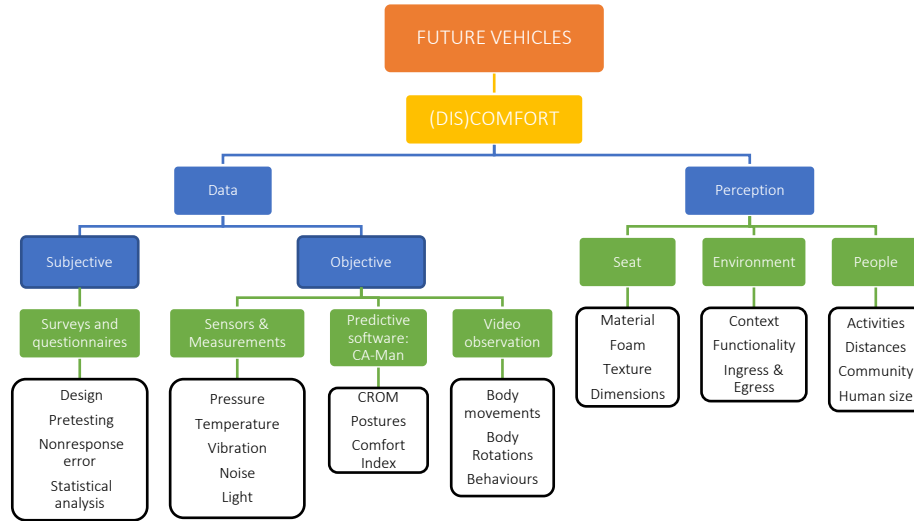 FUTURE VEHICLES
(DIS)COMFORT
Data
Perception
Subjective
Objective
Seat
Environment
People
Surveys and
questionnaires
Sensors &
Measurements
Predictive
software:
CA-Man
Video
observation
Material
Foam
Texture
Dimensions
Context
Functionality
Ingress &
Egress
Activities
Distances
Community
Human size
Design
Pretesting
Nonresponse
error
Statistical
analysis
Pressure
Temperature
Vibration
Noise
Light
CROM
Postures
Comfort
Index
Body
movements
Body
Rotations
Behaviours